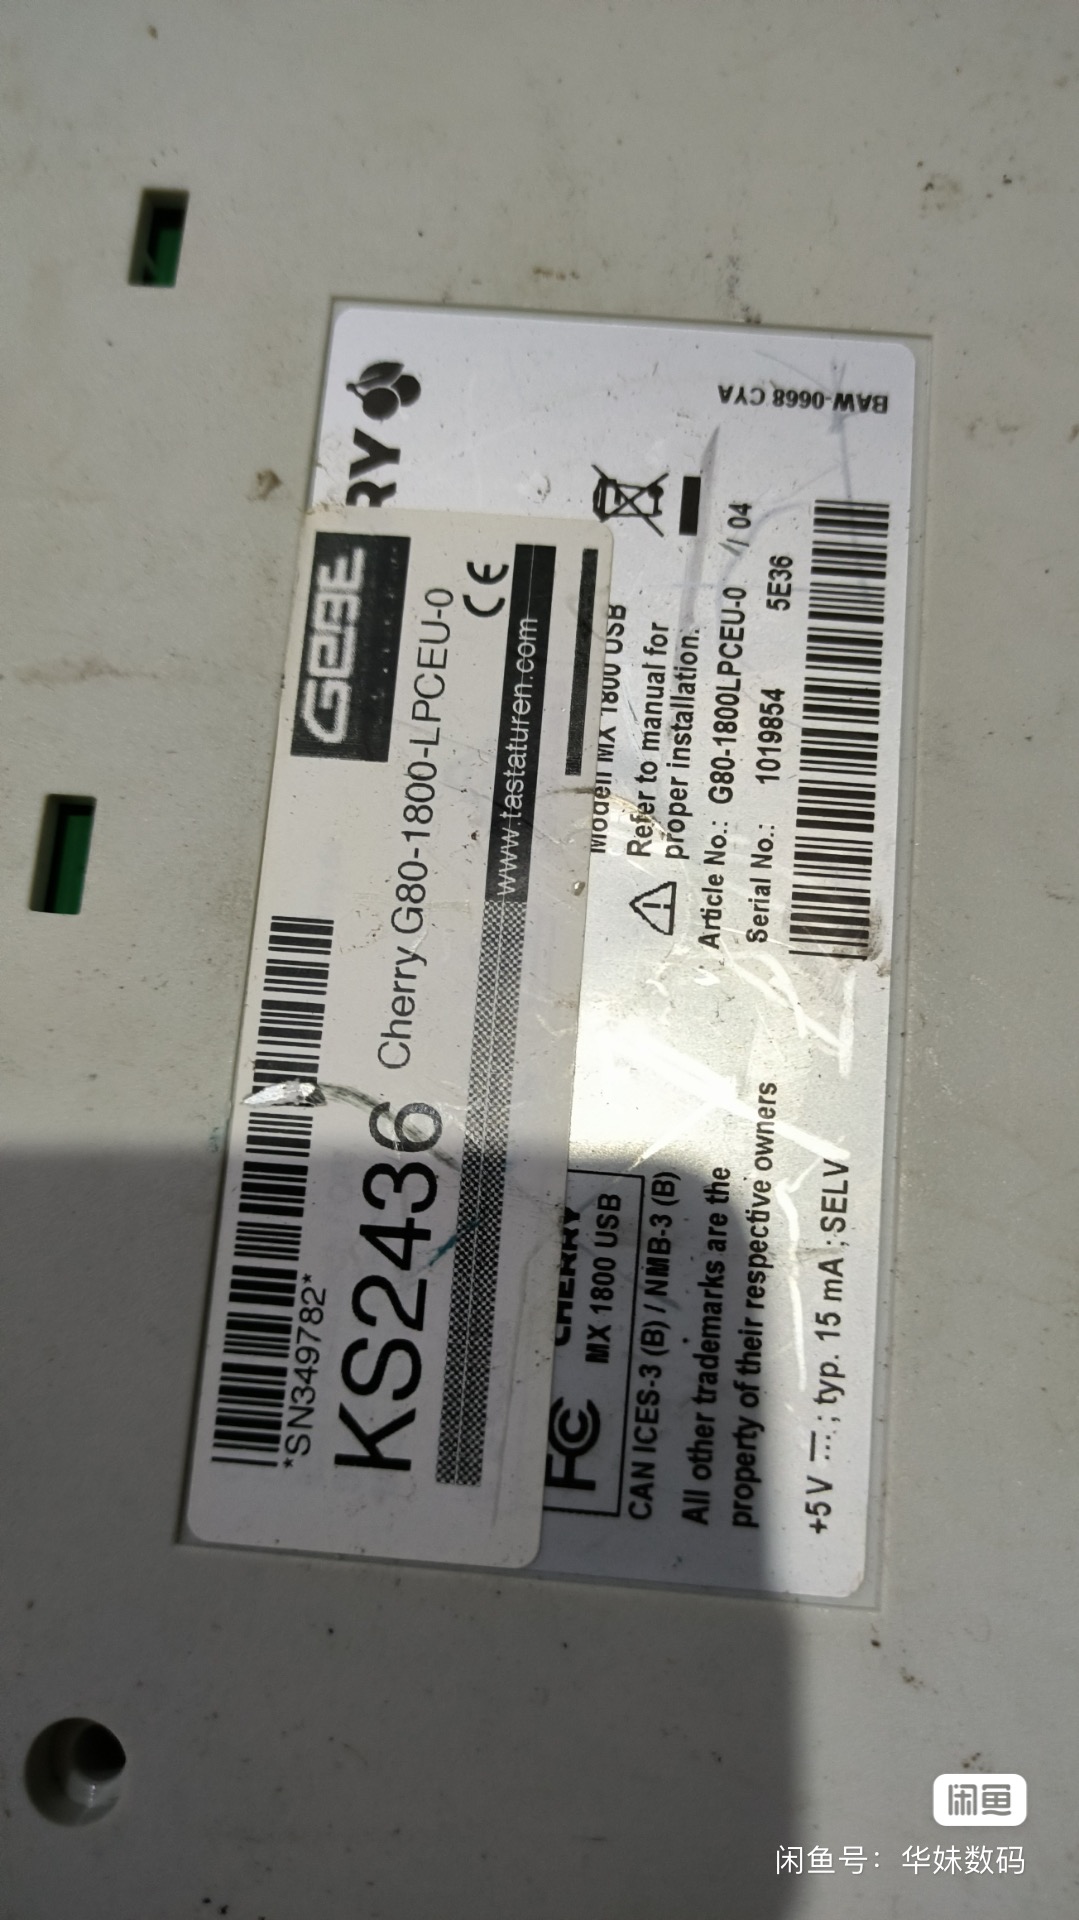 GEBE
*SN349782*
KS2436 Cherry G80-1800-LPCEU-0
CE
www.tastaturen.com
RY
Modell MX 1800 USB
FC CHERRY
MX 1800 USB
CAN ICES-3 (B) / NMB-3 (B)
All other trademarks are the
property of their respective owners
+5V ⎓; typ. 15 mA; SELV
Refer to manual for
proper installation.
Article No.: G80-1800LPCEU-0 / 04
Serial No.: 1019854 5E36
BAW-0668 CYA
闲鱼
闲鱼号：华妹数码